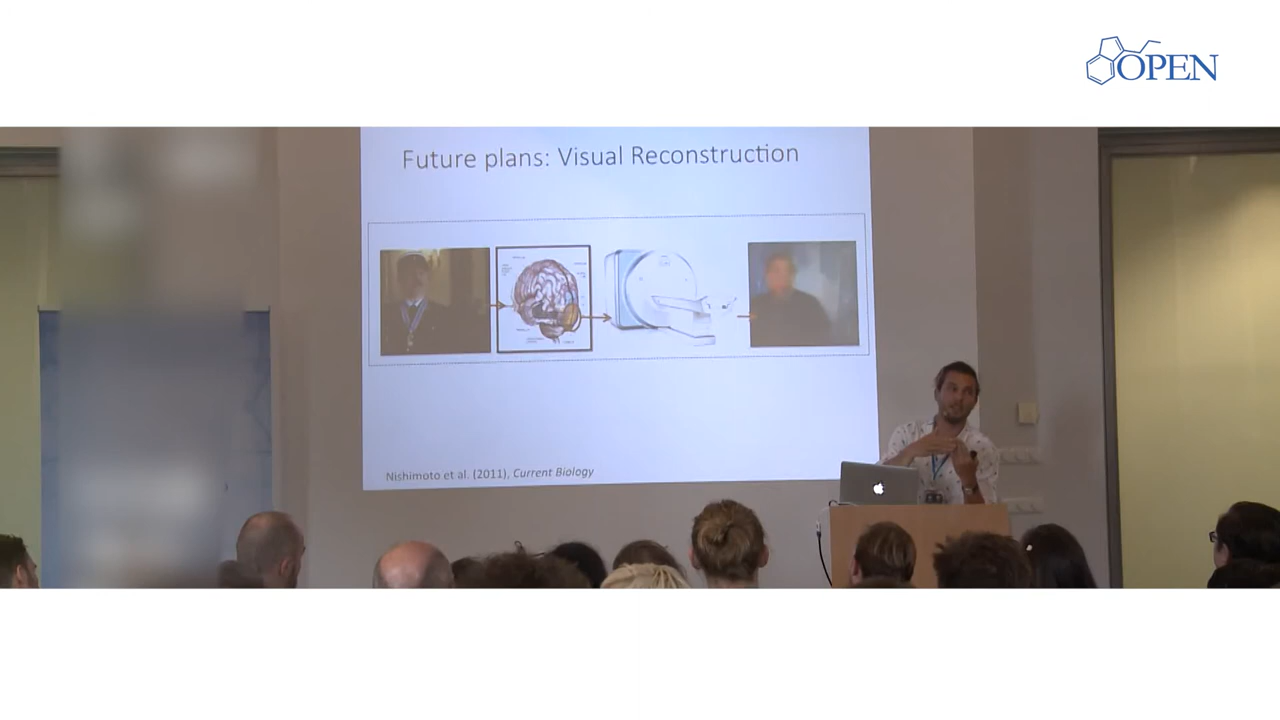 OPEN
Future plans: Visual Reconstruction
Nishimoto et al. (2011), Current Biology